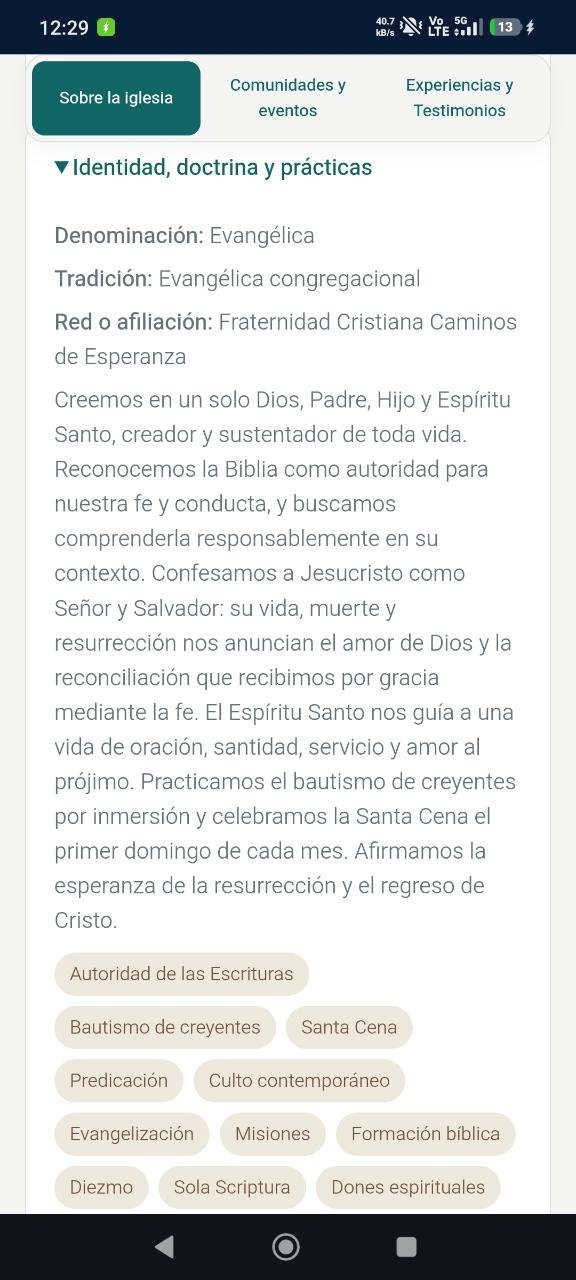 12:29
40.7 kB/s Vo LTE 5G 13
Sobre la iglesia
Comunidades y
eventos
Experiencias y
Testimonios
▼ Identidad, doctrina y prácticas
Denominación: Evangélica
Tradición: Evangélica congregacional
Red o afiliación: Fraternidad Cristiana Caminos
de Esperanza
Creemos en un solo Dios, Padre, Hijo y Espíritu
Santo, creador y sustentador de toda vida.
Reconocemos la Biblia como autoridad para
nuestra fe y conducta, y buscamos
comprenderla responsablemente en su
contexto. Confesamos a Jesucristo como
Señor y Salvador: su vida, muerte y
resurrección nos anuncian el amor de Dios y la
reconciliación que recibimos por gracia
mediante la fe. El Espíritu Santo nos guía a una
vida de oración, santidad, servicio y amor al
prójimo. Practicamos el bautismo de creyentes
por inmersión y celebramos la Santa Cena el
primer domingo de cada mes. Afirmamos la
esperanza de la resurrección y el regreso de
Cristo.
Autoridad de las Escrituras
Bautismo de creyentes Santa Cena
Predicación Culto contemporáneo
Evangelización Misiones Formación bíblica
Diezmo Sola Scriptura Dones espirituales